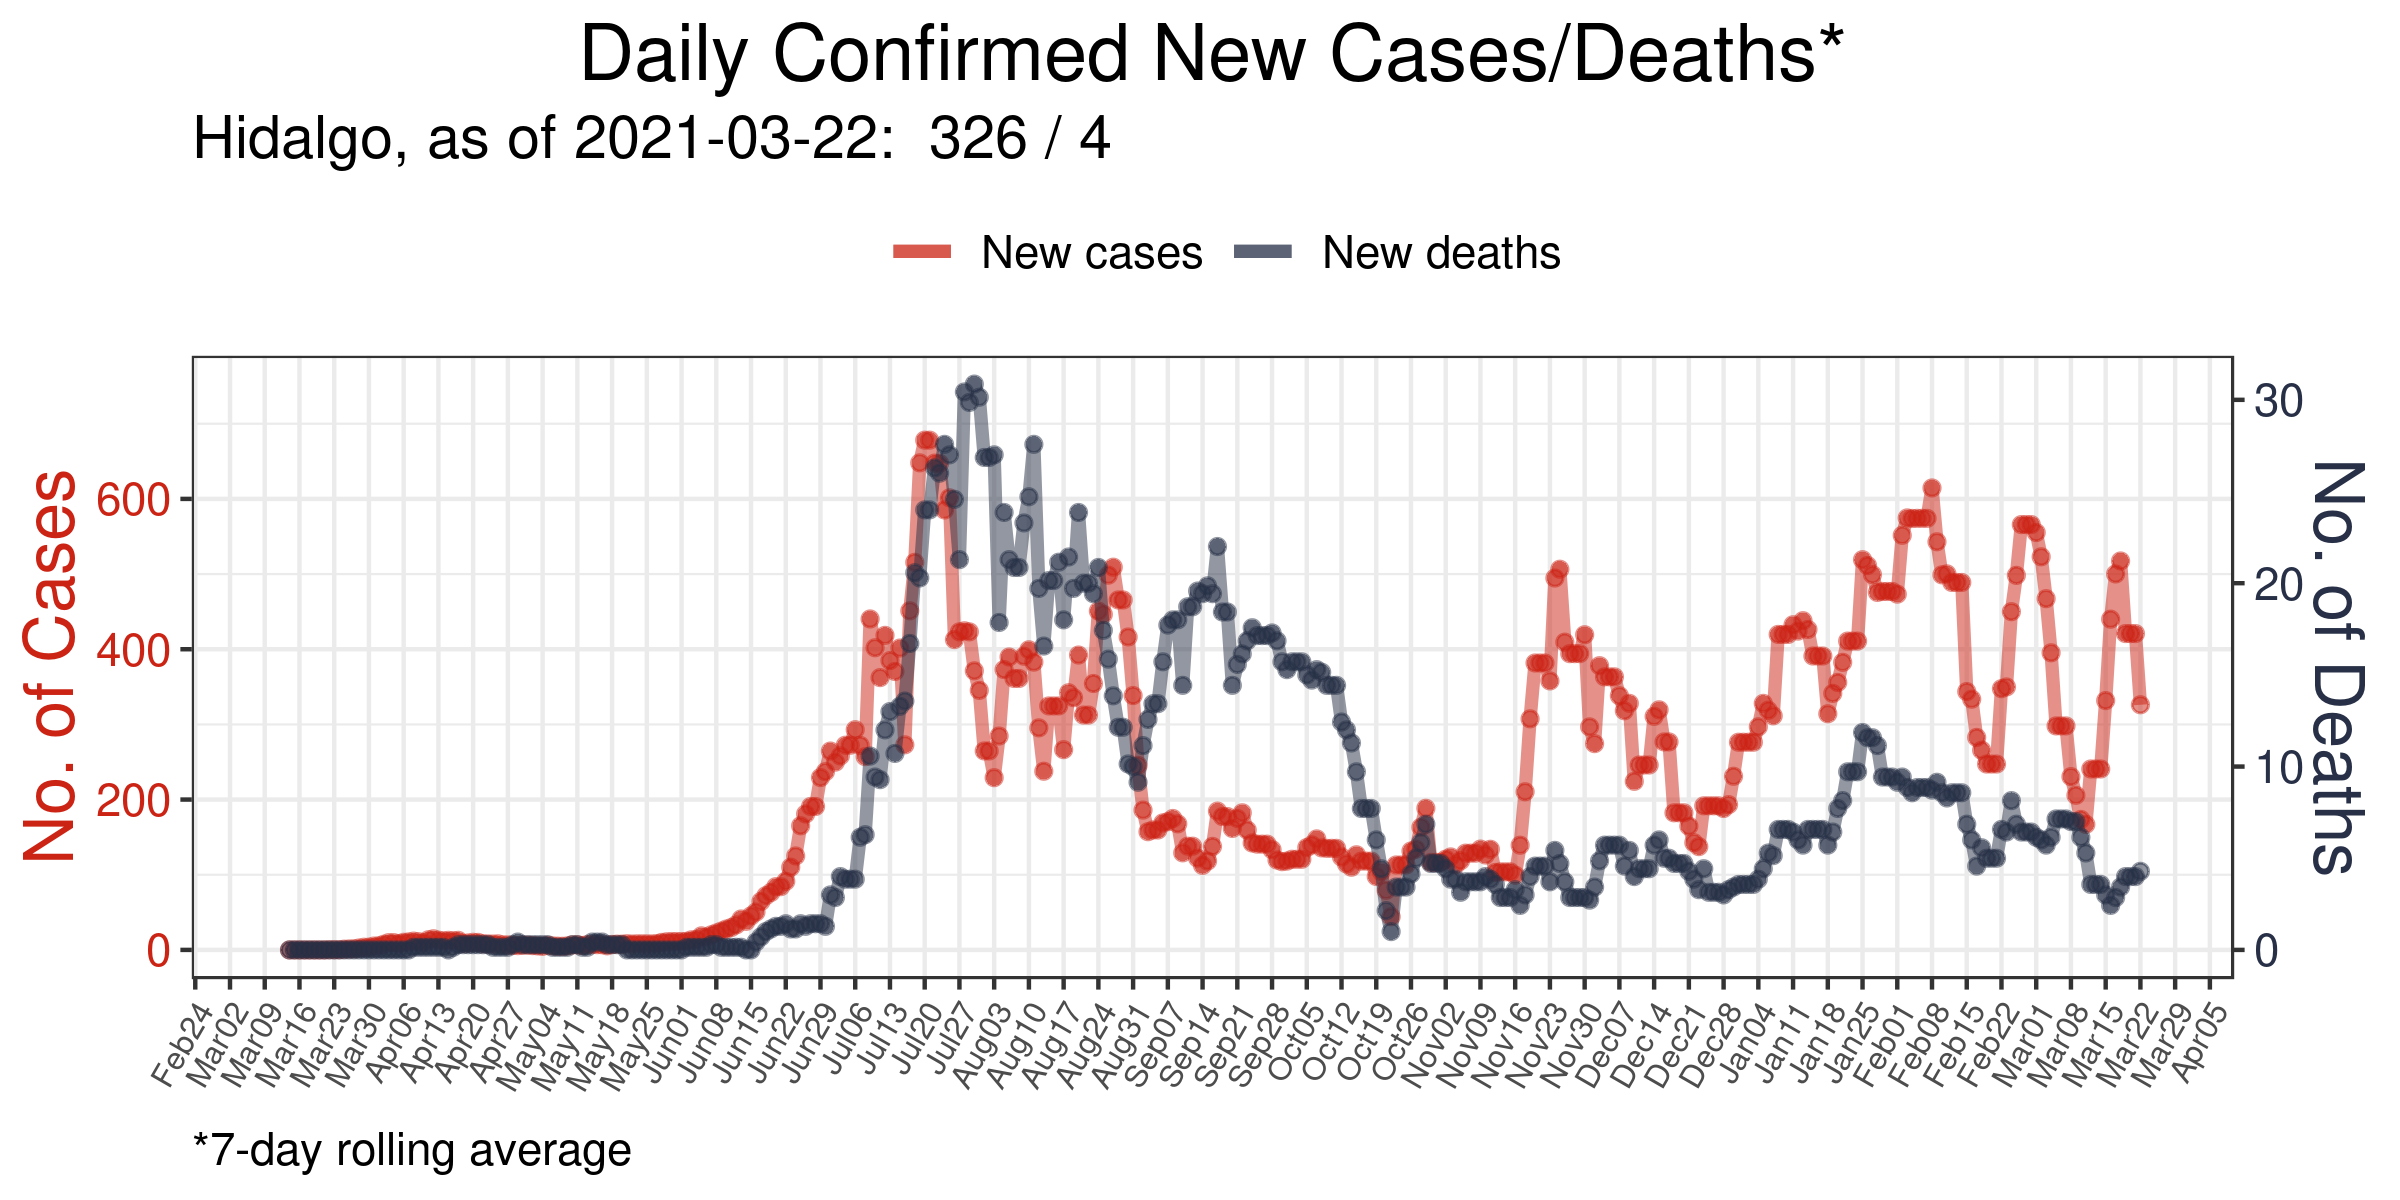 Daily Confirmed New Cases/Deaths*
Hidalgo, as of 2021-03-22:  326 / 4
New cases
New deaths
No. of Cases
600
400
200
0
30
20
10
0
No. of Deaths
Feb24
Mar02
Mar09
Mar16
Mar23
Mar30
Apr06
Apr13
Apr20
Apr27
May04
May11
May18
May25
Jun01
Jun08
Jun15
Jun22
Jun29
Jul06
Jul13
Jul20
Jul27
Aug03
Aug10
Aug17
Aug24
Aug31
Sep07
Sep14
Sep21
Sep28
Oct05
Oct12
Oct19
Oct26
Nov02
Nov09
Nov16
Nov23
Nov30
Dec07
Dec14
Dec21
Dec28
Jan04
Jan11
Jan18
Jan25
Feb01
Feb08
Feb15
Feb22
Mar01
Mar08
Mar15
Mar22
Mar29
Apr05
*7-day rolling average